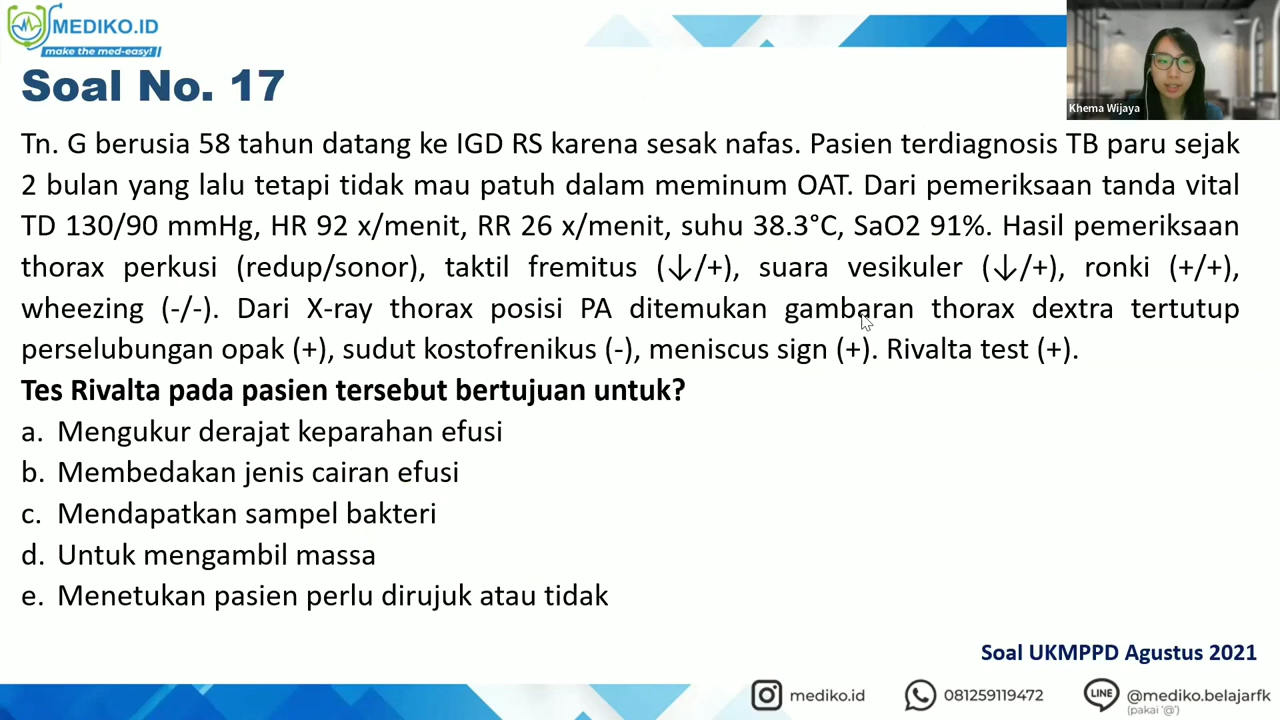 MEDIKO.ID
make the med-easy!
Khema Wijaya
Soal No. 17
Tn. G berusia 58 tahun datang ke IGD RS karena sesak nafas. Pasien terdiagnosis TB paru sejak
2 bulan yang lalu tetapi tidak mau patuh dalam meminum OAT. Dari pemeriksaan tanda vital
TD 130/90 mmHg, HR 92 x/menit, RR 26 x/menit, suhu 38.3°C, SaO2 91%. Hasil pemeriksaan
thorax perkusi (redup/sonor), taktil fremitus (↓/+), suara vesikuler (↓/+), ronki (+/+),
wheezing (-/-). Dari X-ray thorax posisi PA ditemukan gambaran thorax dextra tertutup
perselubungan opak (+), sudut kostofrenikus (-), meniscus sign (+). Rivalta test (+).
Tes Rivalta pada pasien tersebut bertujuan untuk?
a. Mengukur derajat keparahan efusi
b. Membedakan jenis cairan efusi
c. Mendapatkan sampel bakteri
d. Untuk mengambil massa
e. Menetukan pasien perlu dirujuk atau tidak
Soal UKMPPD Agustus 2021
mediko.id
081259119472
LINE
@mediko.belajarfk
(pakai '@')